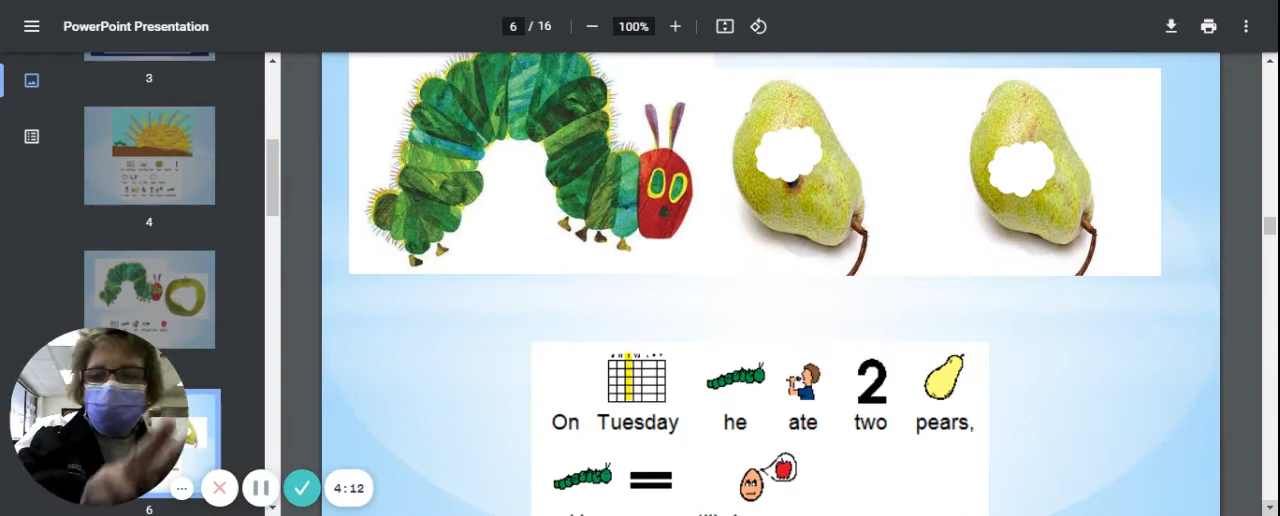 PowerPoint Presentation
6 / 16
100%
3
4
6
4:12
2
On Tuesday he ate two pears,